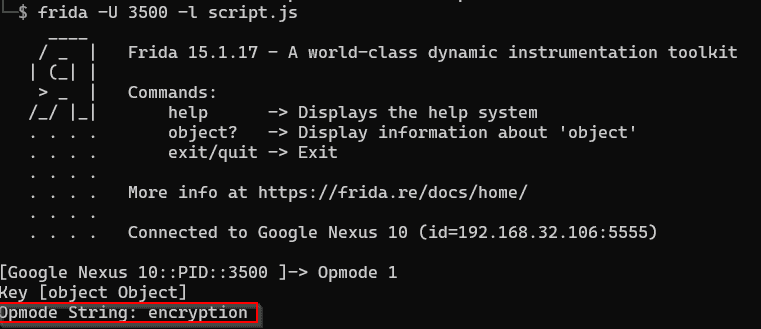 └─$ frida -U 3500 -l script.js
     ____
    / _  |   Frida 15.1.17 - A world-class dynamic instrumentation toolkit
   | (_| |
    > _  |   Commands:
   /_/ |_|       help      -> Displays the help system
   . . . .       object?   -> Display information about 'object'
   . . . .       exit/quit -> Exit
   . . . .
   . . . .   More info at https://frida.re/docs/home/
   . . . .
   . . . .   Connected to Google Nexus 10 (id=192.168.32.106:5555)
[Google Nexus 10::PID::3500 ]-> Opmode 1
Key [object Object]
Opmode String: encryption